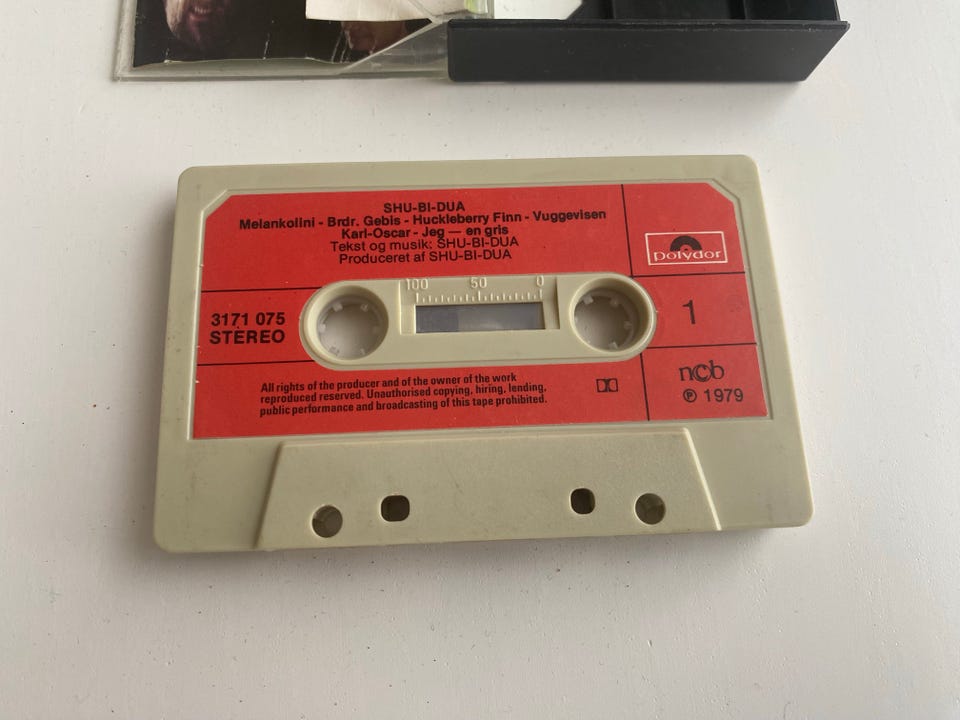 SHU-BI-DUA
Melankolini - Brdr. Gebis - Huckleberry Finn - Vuggevisen
Karl-Oscar - Jeg — en gris
Tekst og musik: SHU-BI-DUA
Produceret af SHU-BI-DUA
polydor
100 50 0
3171 075
STEREO
1
All rights of the producer and of the owner of the work
reproduced reserved. Unauthorised copying, hiring, lending,
public performance and broadcasting of this tape prohibited.
ncb
℗ 1979